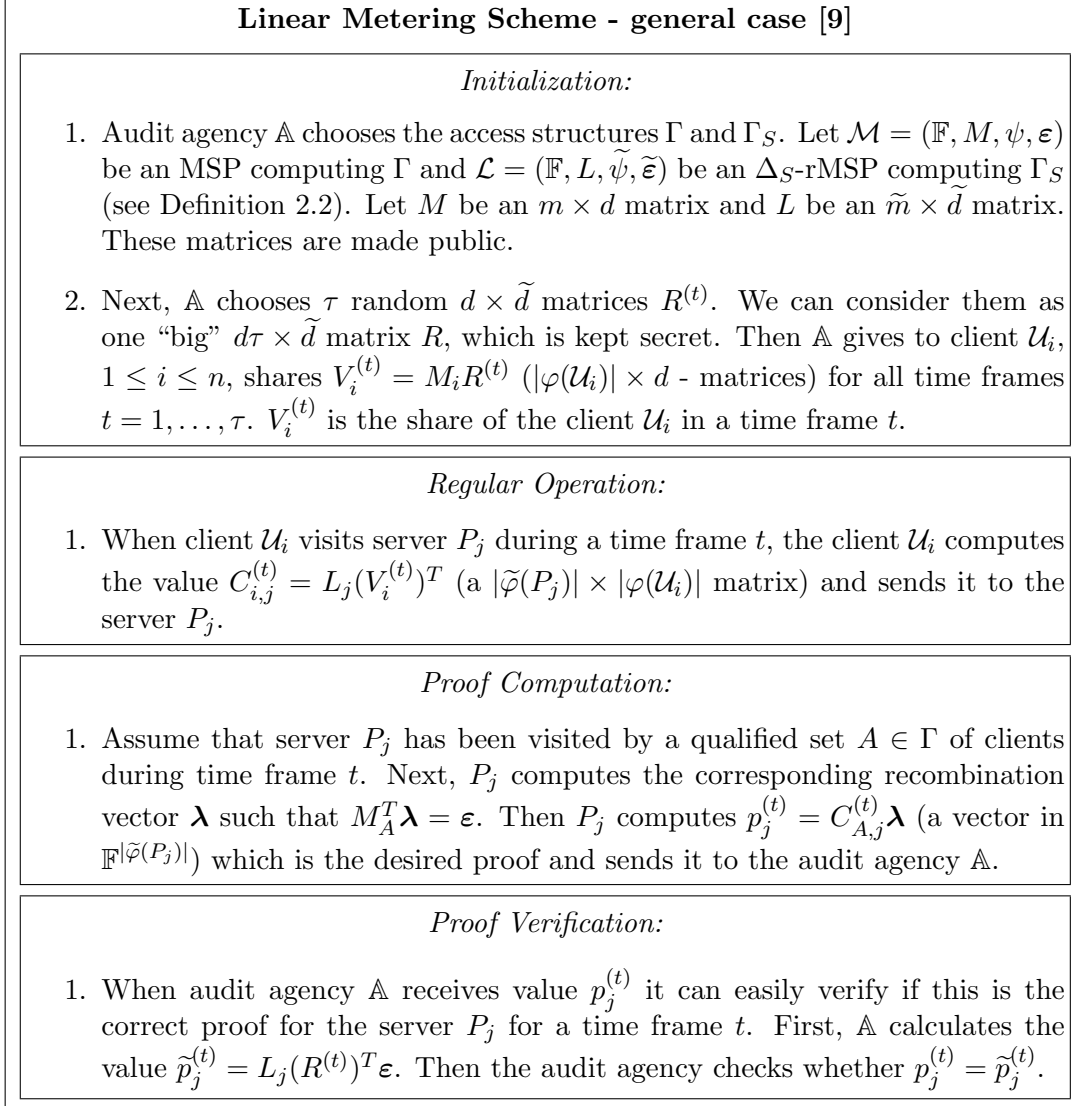 Linear Metering Scheme - general case [9]
Initialization:
1. Audit agency 𝔸 chooses the access structures Γ and Γ_S. Let ℳ = (𝔽, M, ψ, ε)
be an MSP computing Γ and ℒ = (𝔽, L, ψ̃, ε̃) be an Δ_S-rMSP computing Γ_S
(see Definition 2.2). Let M be an m × d matrix and L be an m̃ × d̃ matrix.
These matrices are made public.
2. Next, 𝔸 chooses τ random d × d̃ matrices R^(t). We can consider them as
one “big” dτ × d̃ matrix R, which is kept secret. Then 𝔸 gives to client 𝒰_i,
1 ≤ i ≤ n, shares V_i^(t) = M_i R^(t) (|φ(𝒰_i)| × d - matrices) for all time frames
t = 1, . . . , τ. V_i^(t) is the share of the client 𝒰_i in a time frame t.
Regular Operation:
1. When client 𝒰_i visits server P_j during a time frame t, the client 𝒰_i computes
the value C_{i,j}^(t) = L_j(V_i^(t))^T (a |φ̃(P_j)| × |φ(𝒰_i)| matrix) and sends it to the
server P_j.
Proof Computation:
1. Assume that server P_j has been visited by a qualified set A ∈ Γ of clients
during time frame t. Next, P_j computes the corresponding recombination
vector λ such that M_A^T λ = ε. Then P_j computes p_j^(t) = C_{A,j}^(t) λ (a vector in
𝔽^{|φ̃(P_j)|}) which is the desired proof and sends it to the audit agency 𝔸.
Proof Verification:
1. When audit agency 𝔸 receives value p_j^(t) it can easily verify if this is the
correct proof for the server P_j for a time frame t. First, 𝔸 calculates the
value p̃_j^(t) = L_j(R^(t))^T ε. Then the audit agency checks whether p_j^(t) = p̃_j^(t).